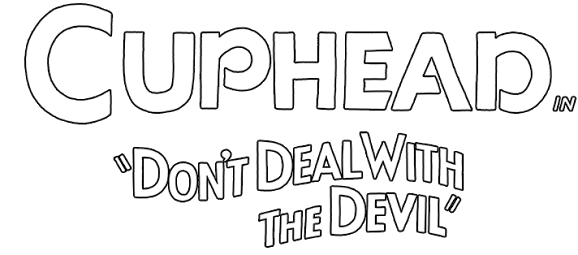 CUPHEAD IN
"DON'T DEAL WITH
THE DEVIL"